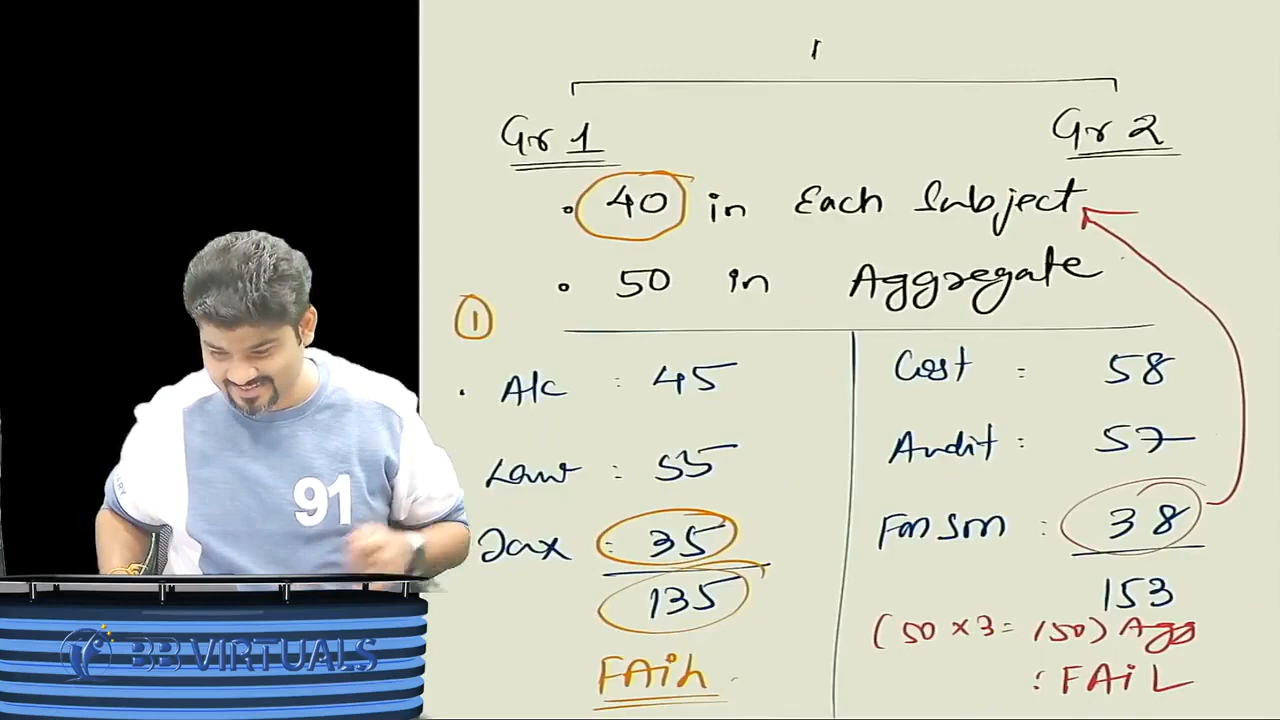 Gr 1
Gr 2
• 40 in Each Subject
• 50 in Aggregate
①
• A/c : 45
Law : 55
Tax : 35
135
FAIL
Cost : 58
Audit : 57
FM SM : 38
153
(50 × 3 = 150) Agg
: FAIL
91
BB VIRTUALS